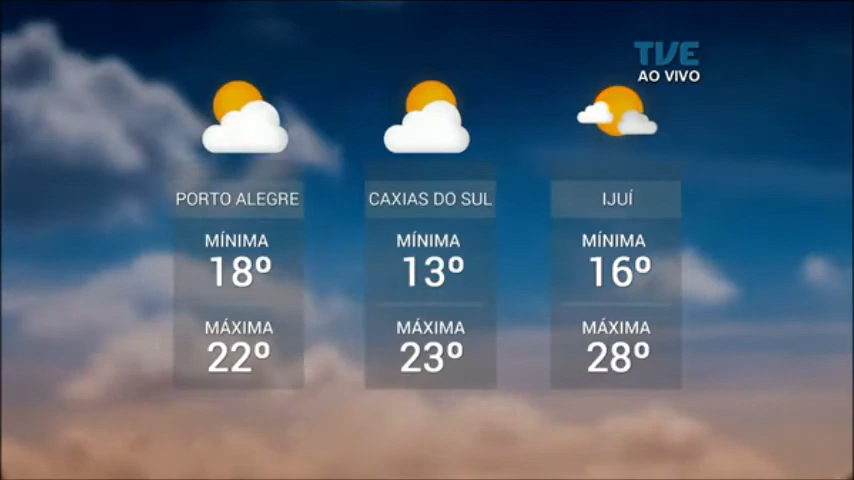 TVE
AO VIVO
PORTO ALEGRE
MÍNIMA
18º
MÁXIMA
22º
CAXIAS DO SUL
MÍNIMA
13º
MÁXIMA
23º
IJUÍ
MÍNIMA
16º
MÁXIMA
28º